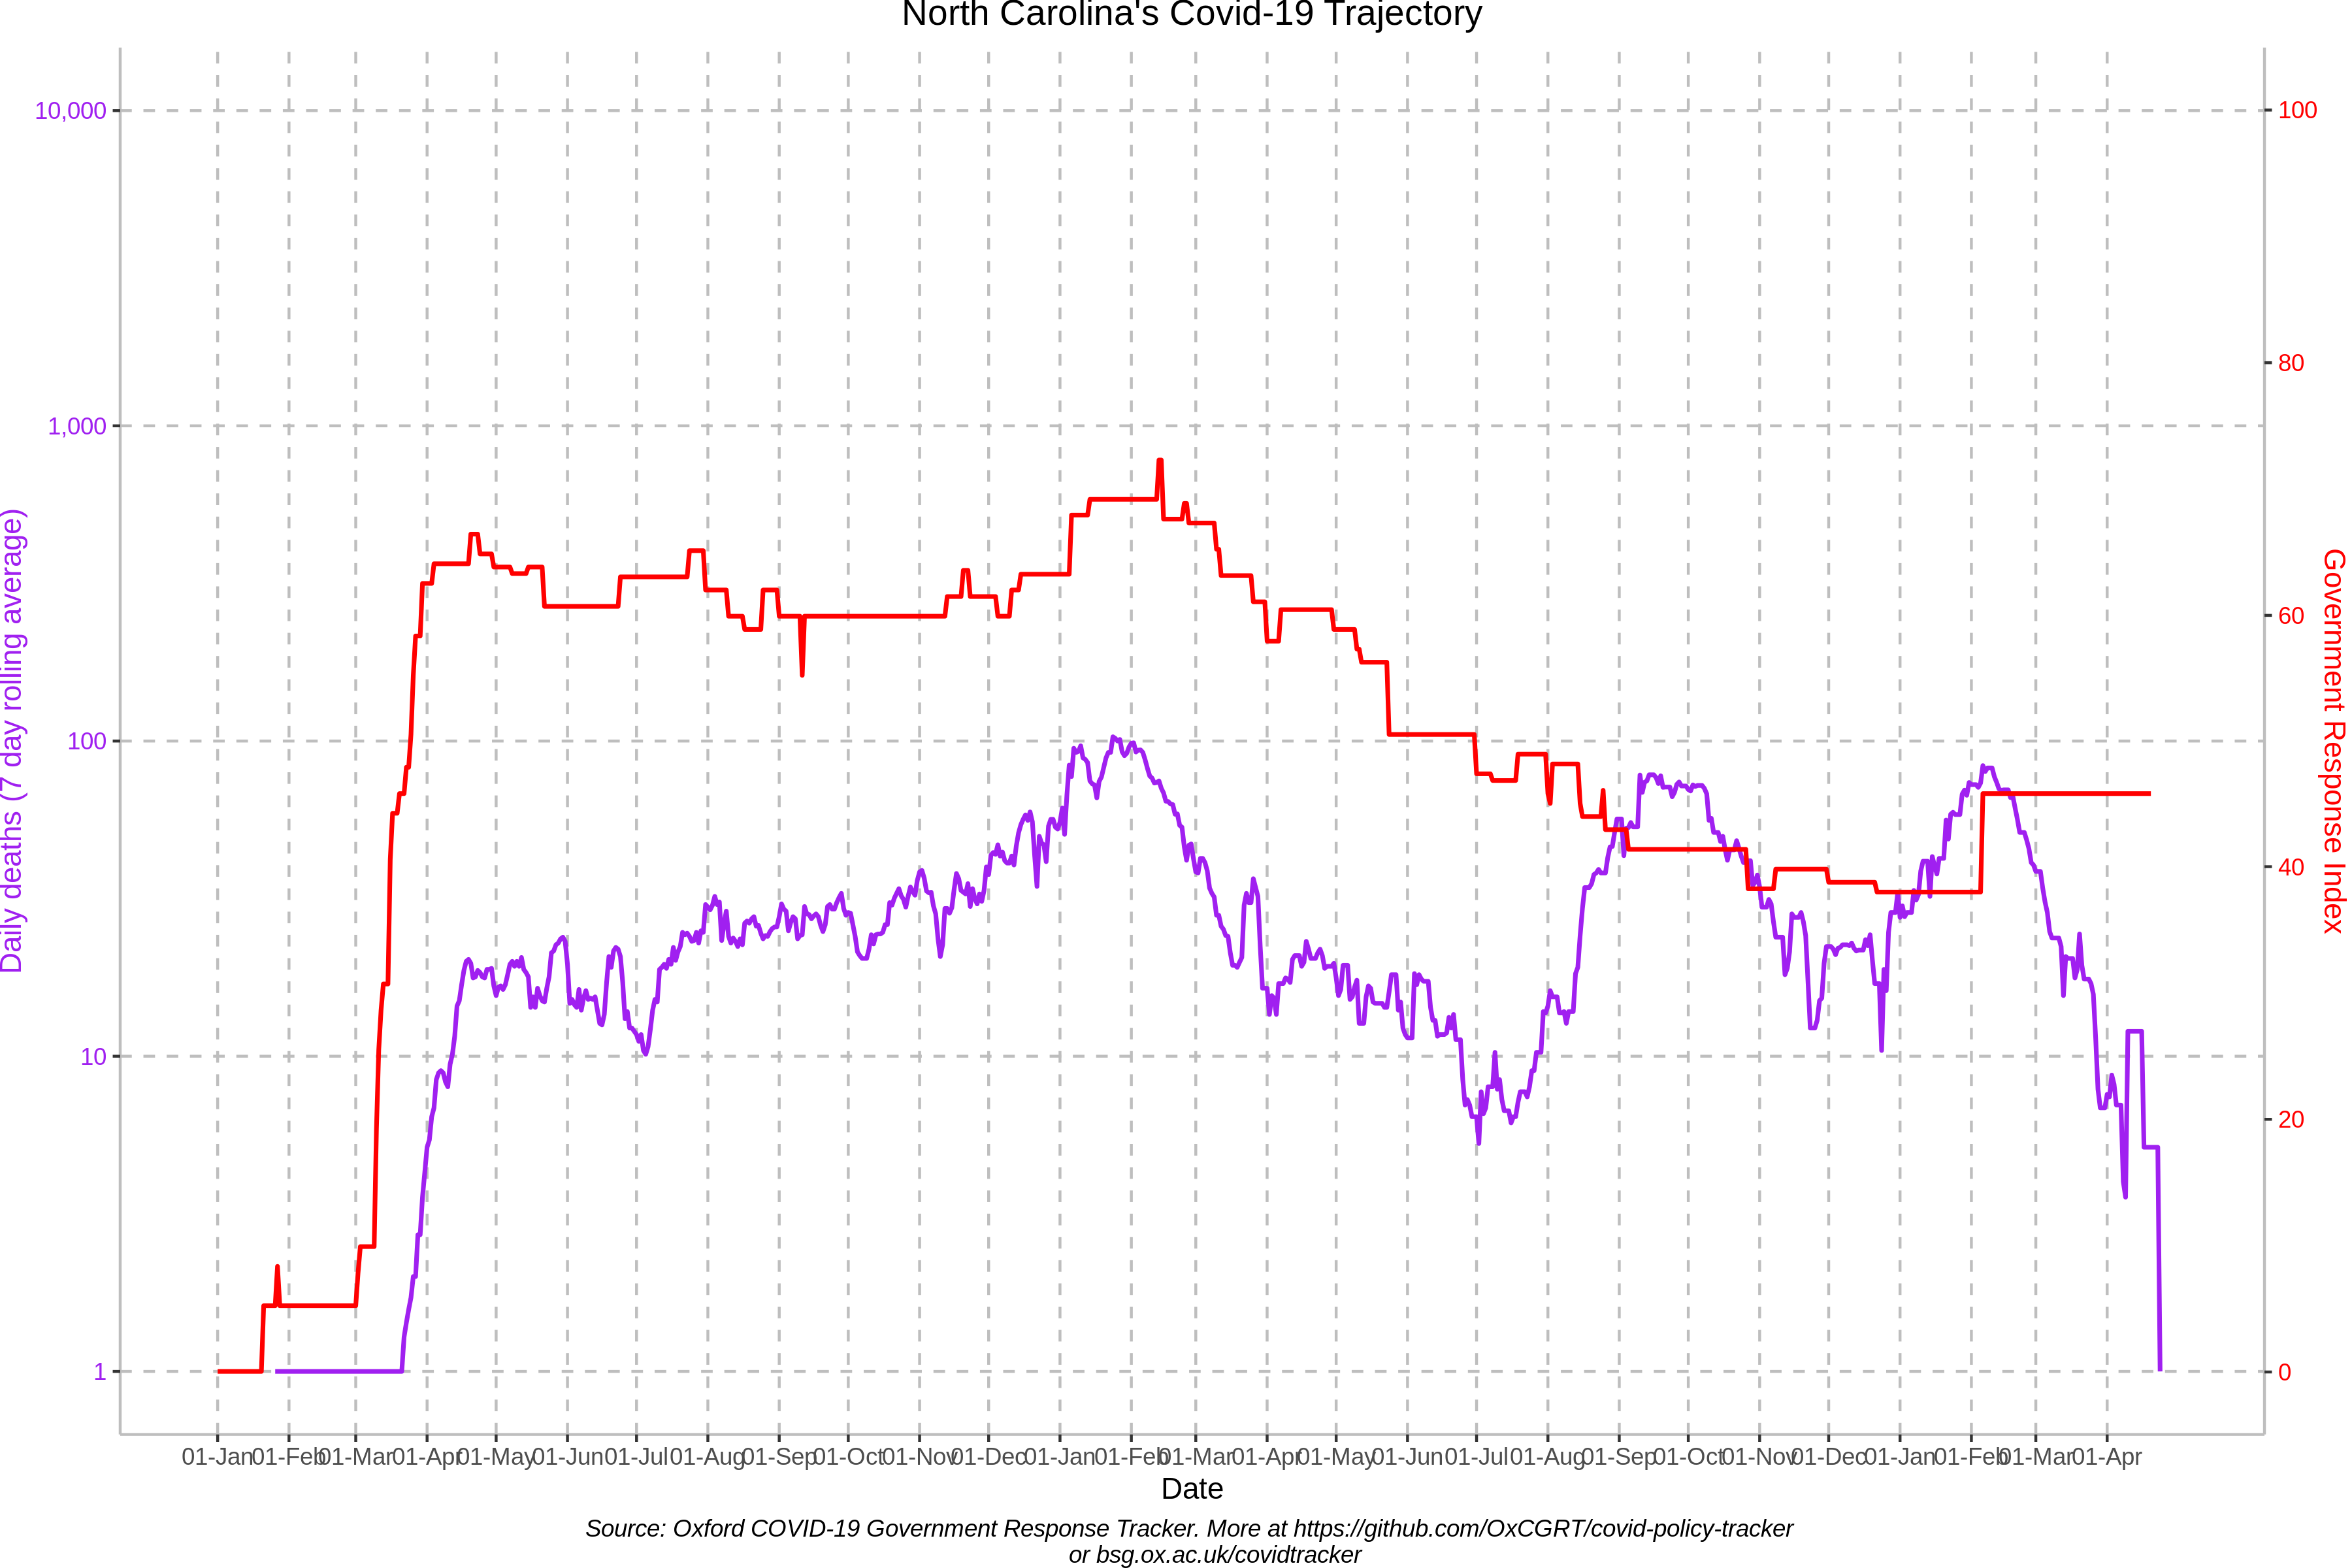 North Carolina's Covid-19 Trajectory
10,000
1,000
100
10
1
Daily deaths (7 day rolling average)
100
80
60
40
20
0
Government Response Index
01-Jan 01-Feb 01-Mar 01-Apr 01-May 01-Jun 01-Jul 01-Aug 01-Sep 01-Oct 01-Nov 01-Dec 01-Jan 01-Feb 01-Mar 01-Apr 01-May 01-Jun 01-Jul 01-Aug 01-Sep 01-Oct 01-Nov 01-Dec 01-Jan 01-Feb 01-Mar 01-Apr
Date
Source: Oxford COVID-19 Government Response Tracker. More at https://github.com/OxCGRT/covid-policy-tracker
or bsg.ox.ac.uk/covidtracker